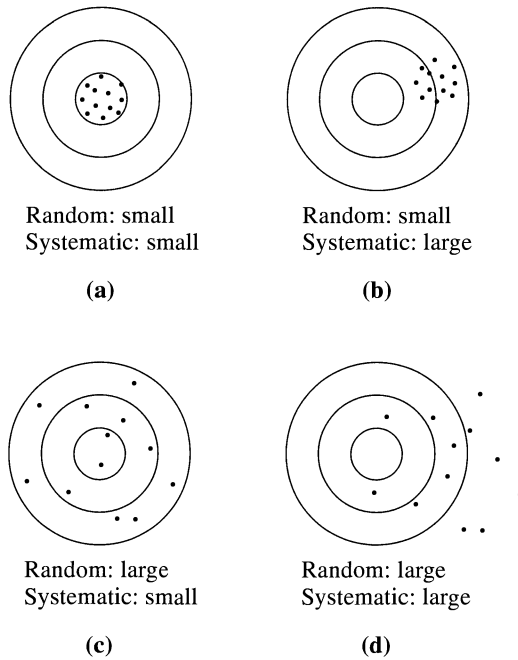 Random: small
Systematic: small
(a)
Random: small
Systematic: large
(b)
Random: large
Systematic: small
(c)
Random: large
Systematic: large
(d)